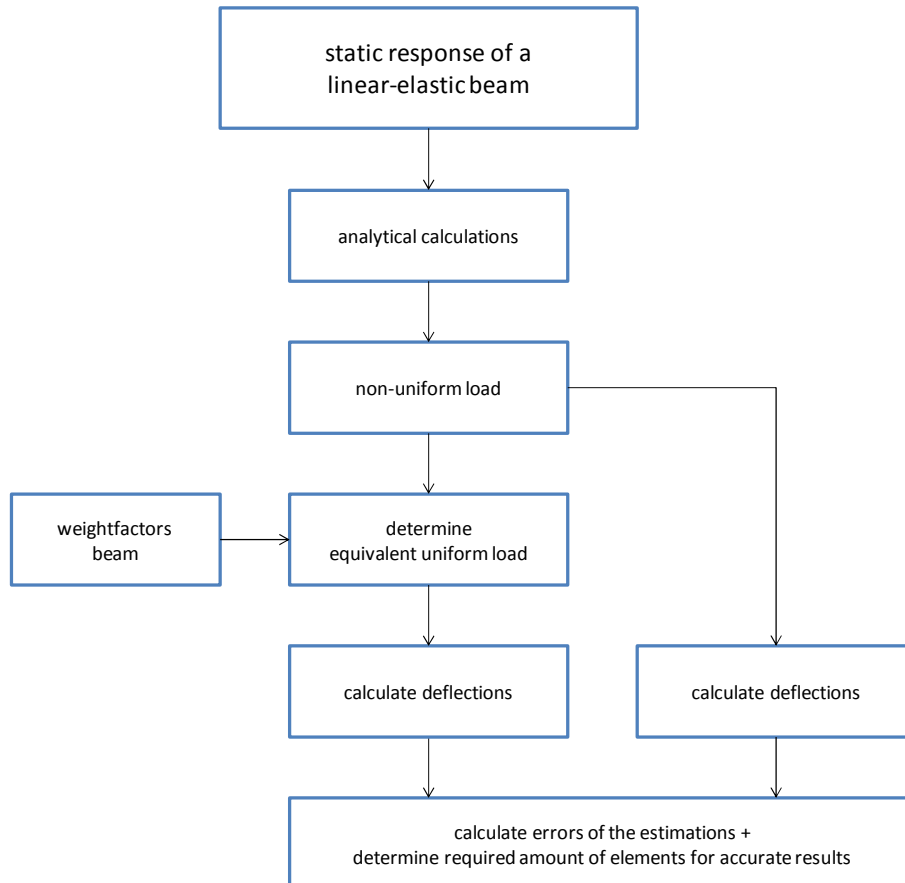 static response of a
linear-elastic beam
analytical calculations
non-uniform load
weightfactors
beam
determine
equivalent uniform load
calculate deflections
calculate deflections
calculate errors of the estimations +
determine required amount of elements for accurate results